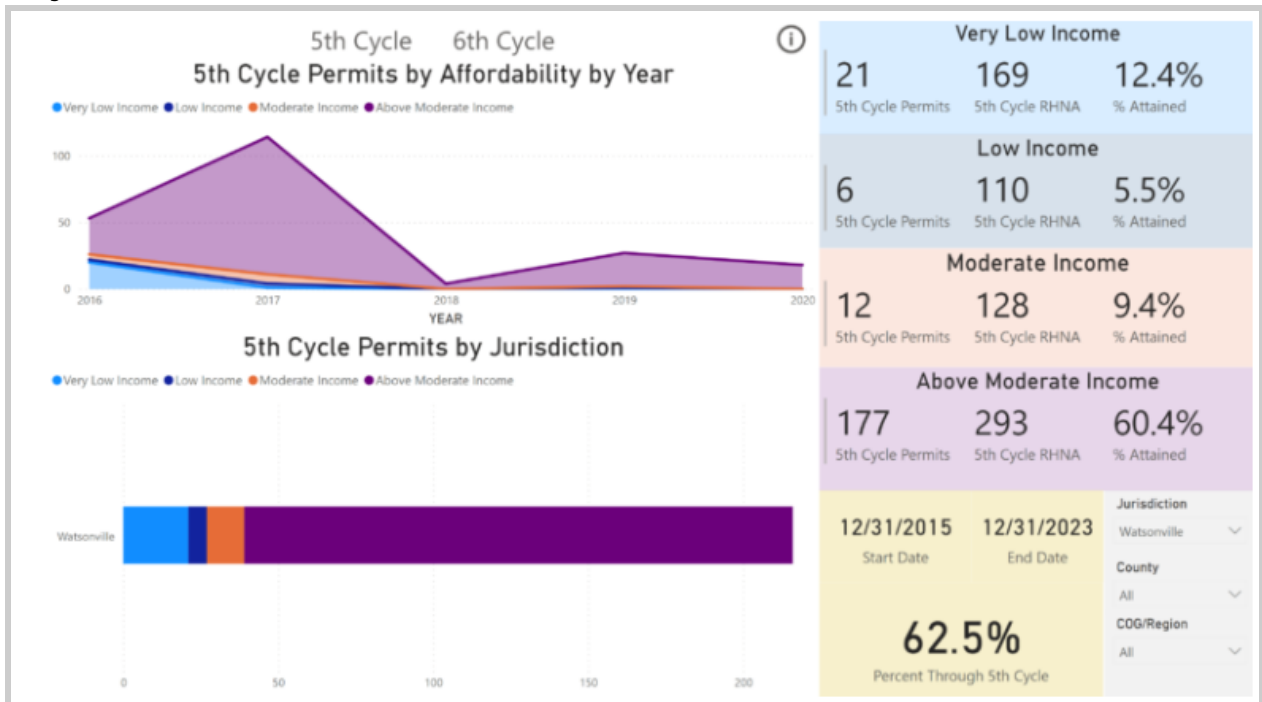 5th Cycle 6th Cycle
5th Cycle Permits by Affordability by Year
Very Low Income Low Income Moderate Income Above Moderate Income
100
50
0
2016 2017 2018 2019 2020
YEAR
5th Cycle Permits by Jurisdiction
Very Low Income Low Income Moderate Income Above Moderate Income
Watsonville
0 50 100 150 200
Very Low Income
21 169 12.4%
5th Cycle Permits 5th Cycle RHNA % Attained
Low Income
6 110 5.5%
5th Cycle Permits 5th Cycle RHNA % Attained
Moderate Income
12 128 9.4%
5th Cycle Permits 5th Cycle RHNA % Attained
Above Moderate Income
177 293 60.4%
5th Cycle Permits 5th Cycle RHNA % Attained
12/31/2015 12/31/2023
Start Date End Date
62.5%
Percent Through 5th Cycle
Jurisdiction
Watsonville
County
All
COG/Region
All